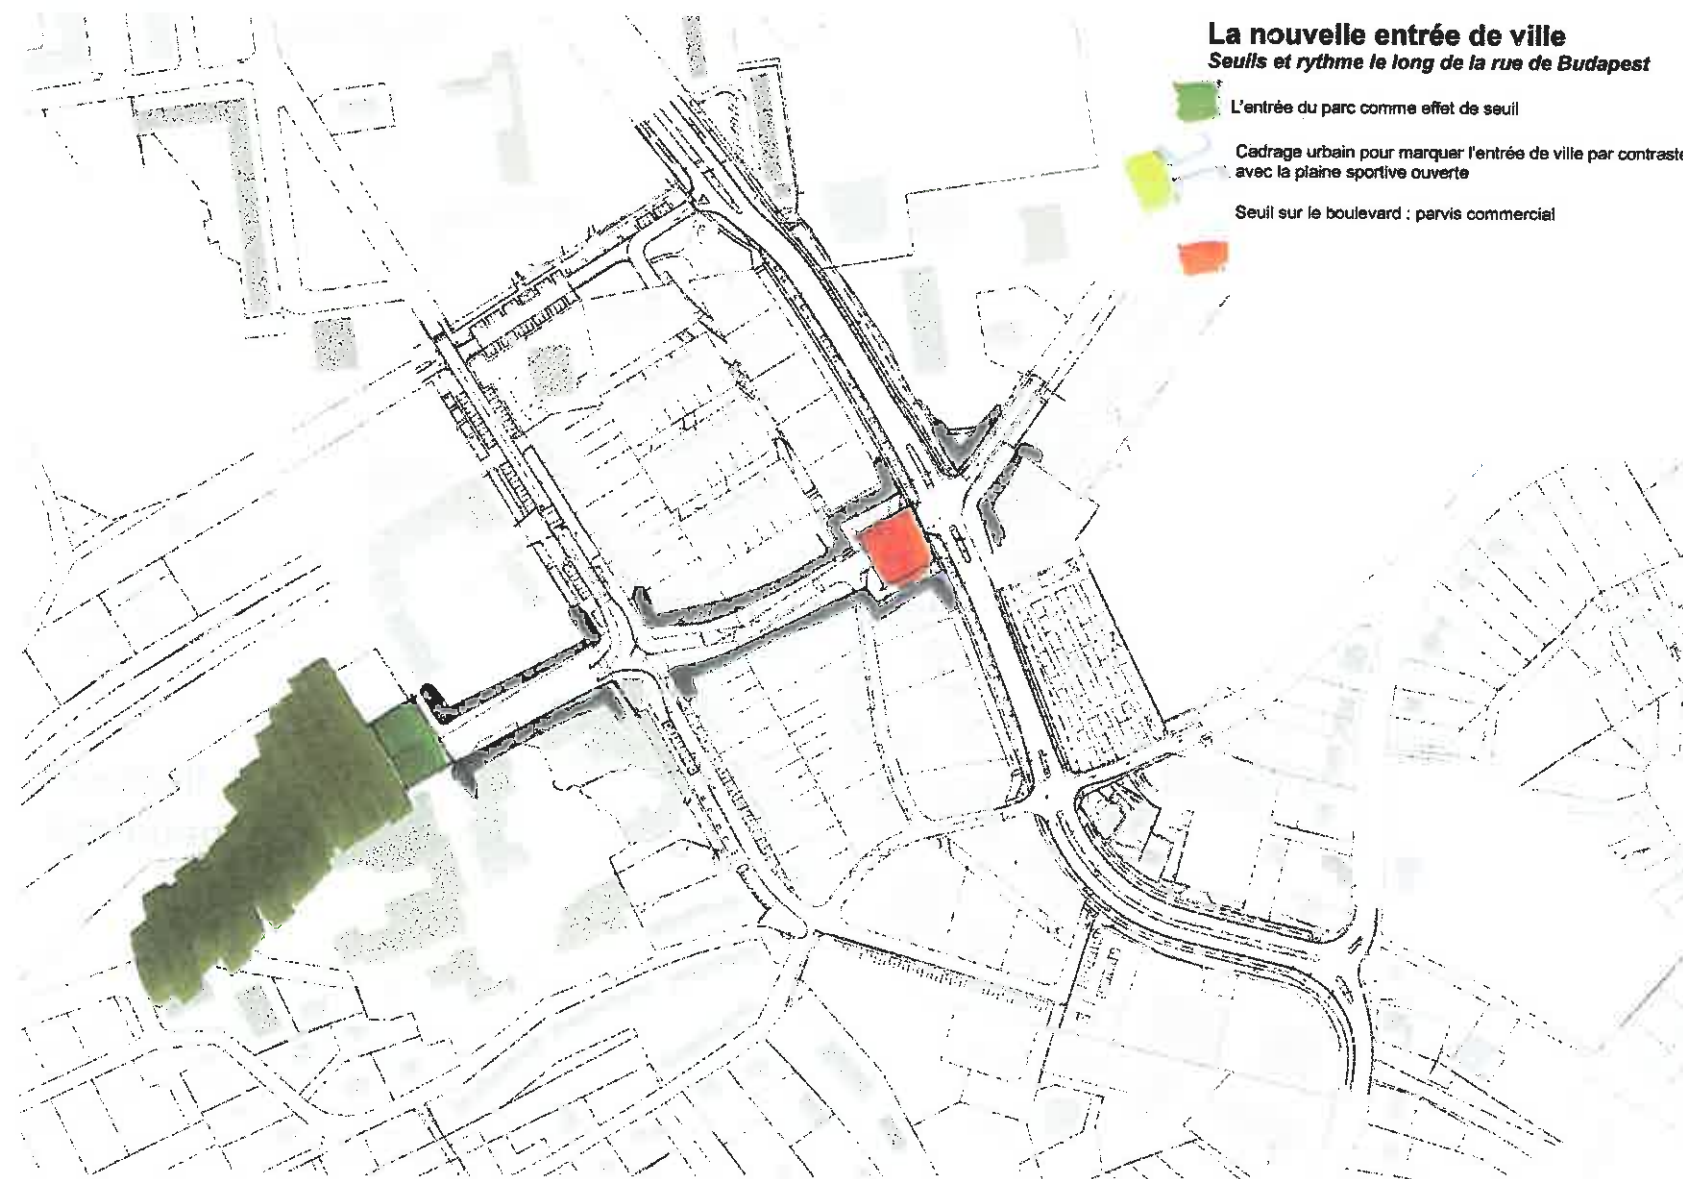 La nouvelle entrée de ville
Seuils et rythme le long de la rue de Budapest
L'entrée du parc comme effet de seuil
Cadrage urbain pour marquer l'entrée de ville par contraste
avec la plaine sportive ouverte
Seuil sur le boulevard : parvis commercial